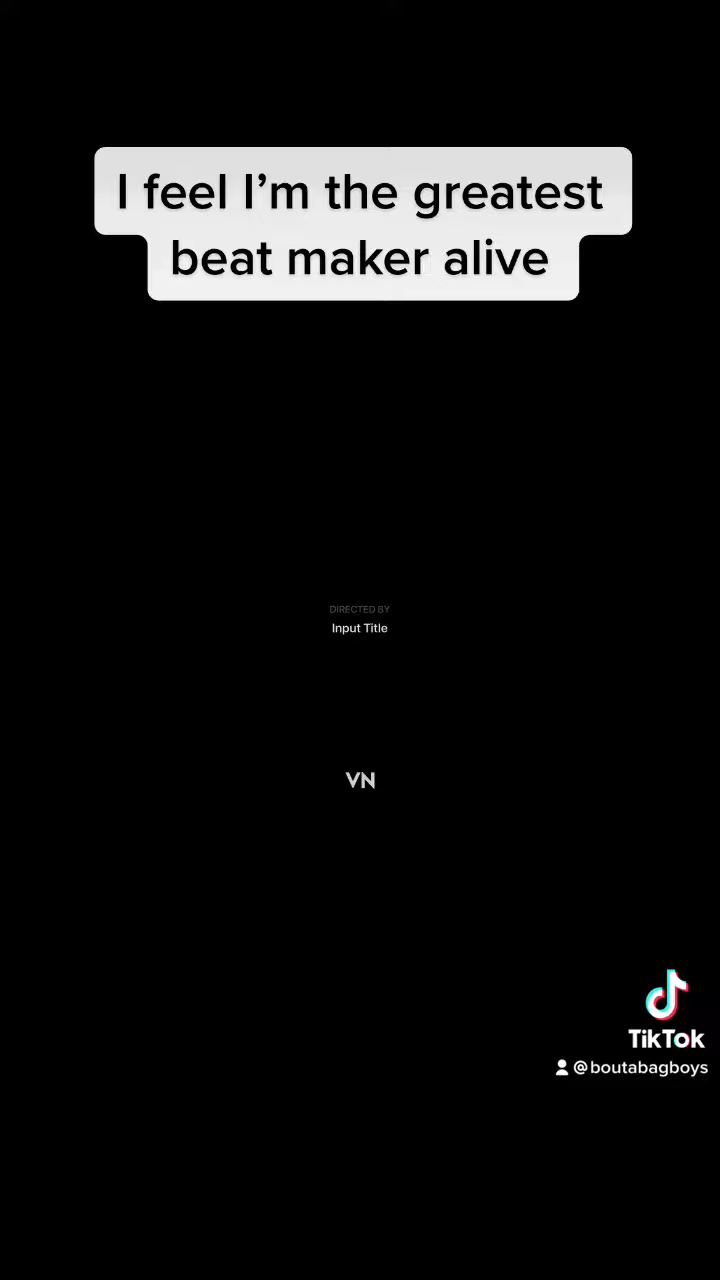 I feel I’m the greatest
beat maker alive
DIRECTED BY
Input Title
VN
TikTok
@boutabagboys